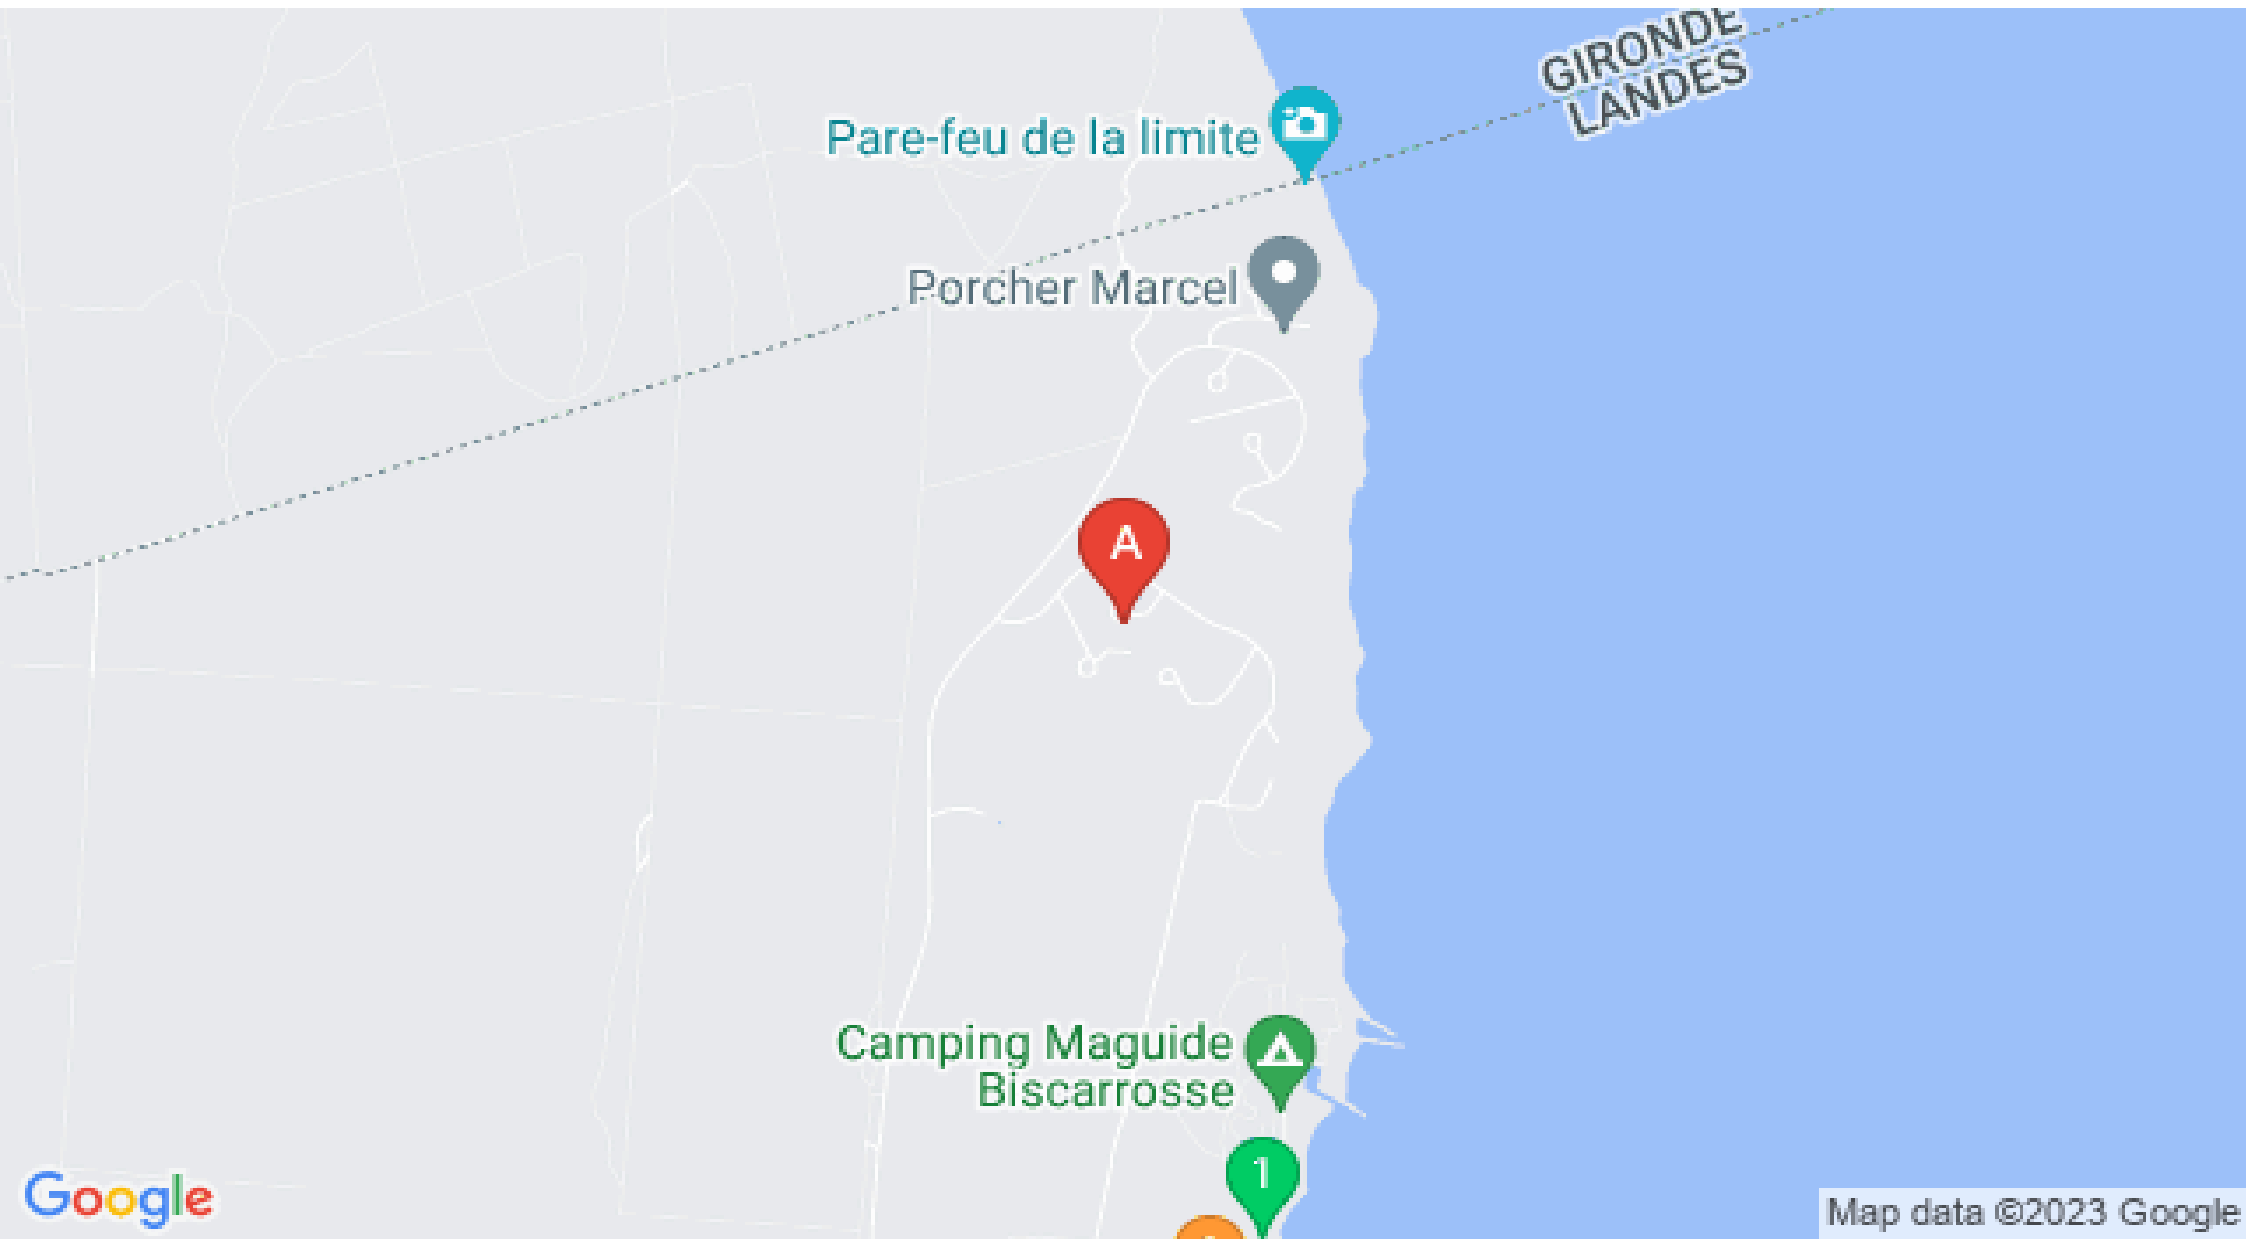 GIRONDE
LANDES
Pare-feu de la limite
Porcher Marcel
A
Camping Maguide
Biscarrosse
1
Google
Map data ©2023 Google